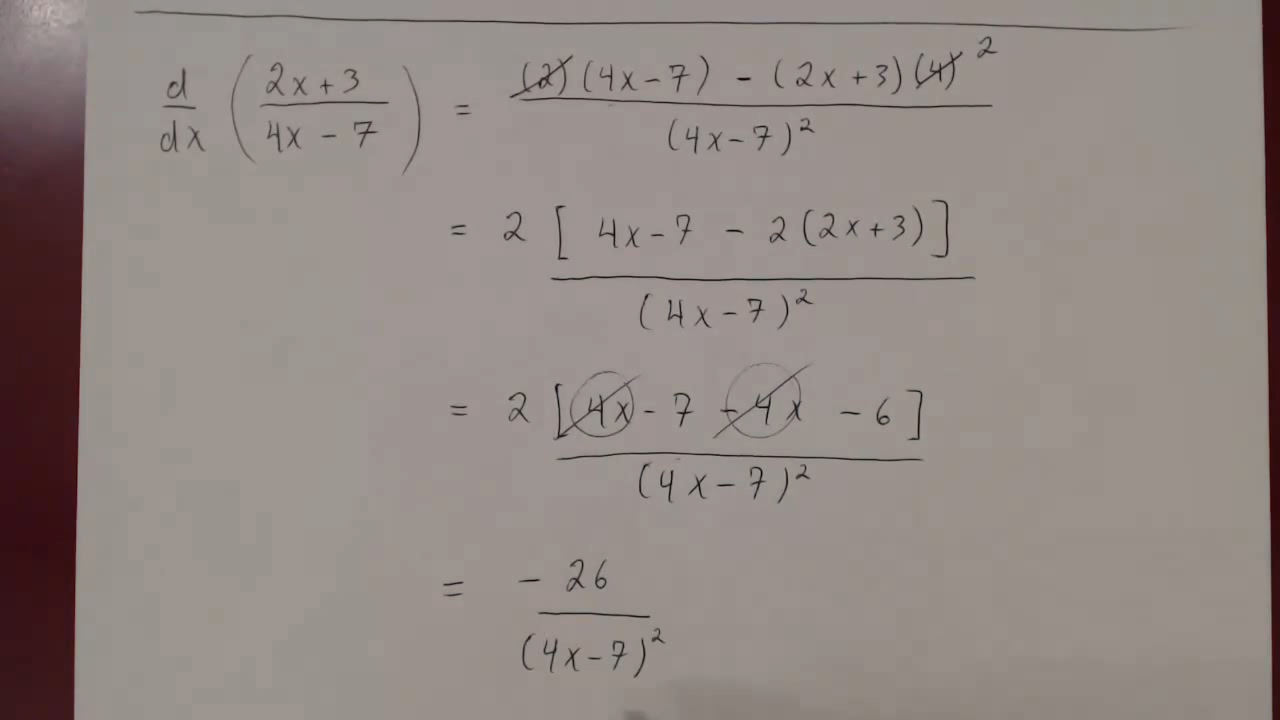 d/dx ( (2x + 3)/(4x − 7) ) = ( (2)(4x − 7) − (2x + 3)(4) 2 )/(4x − 7)²
= 2 [ 4x − 7 − 2(2x + 3) ]/(4x − 7)²
= 2 [ 4x − 7 − 4x − 6 ]/(4x − 7)²
= − 26/(4x − 7)²